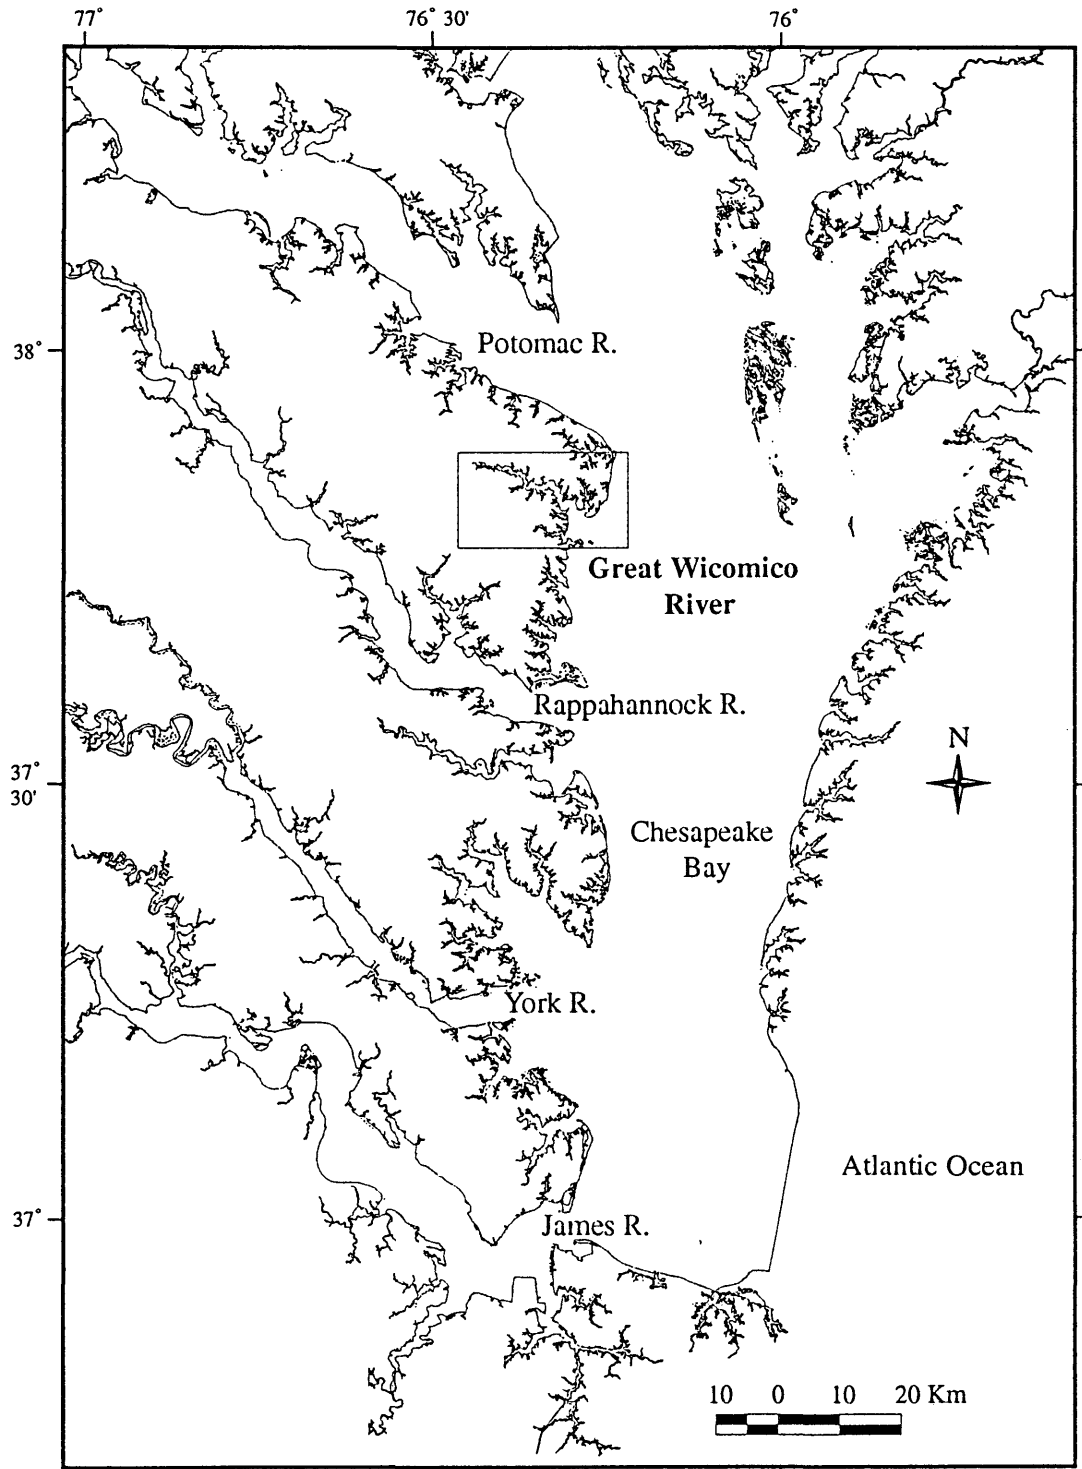 77° 76° 30' 76°
38°
Potomac R.
Great Wicomico
River
Rappahannock R.
N
37°
30'
Chesapeake
Bay
York R.
Atlantic Ocean
37°
James R.
10 0 10 20 Km